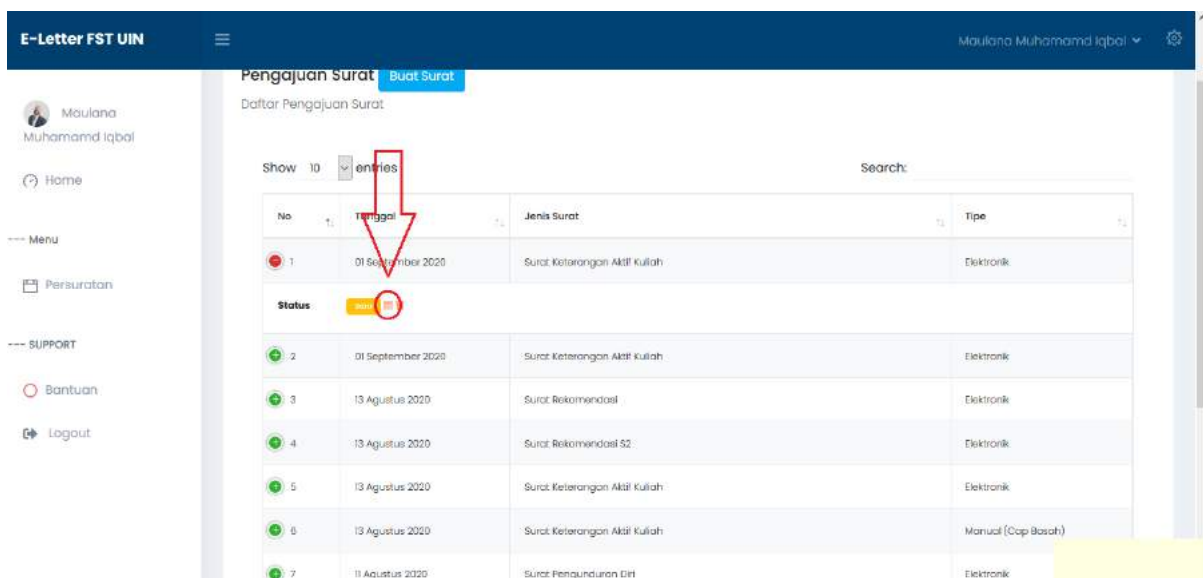 E-Letter FST UIN
Maulana Muhamamd Iqbal
Pengajuan Surat Buat Surat
Daftar Pengajuan Surat
Maulana
Muhamamd Iqbal
Home
--- Menu
Persuratan
--- SUPPORT
Bantuan
Logout
Show 10 entries Search:
No Tanggal Jenis Surat Tipe
1 01 September 2020 Surat Keterangan Aktif Kuliah Elektronik
Status
2 01 September 2020 Surat Keterangan Aktif Kuliah Elektronik
3 13 Agustus 2020 Surat Rekomendasi Elektronik
4 13 Agustus 2020 Surat Rekomendasi S2 Elektronik
5 13 Agustus 2020 Surat Keterangan Aktif Kuliah Elektronik
6 13 Agustus 2020 Surat Keterangan Aktif Kuliah Manual (Cap Basah)
7 11 Agustus 2020 Surat Pengunduran Diri Elektronik